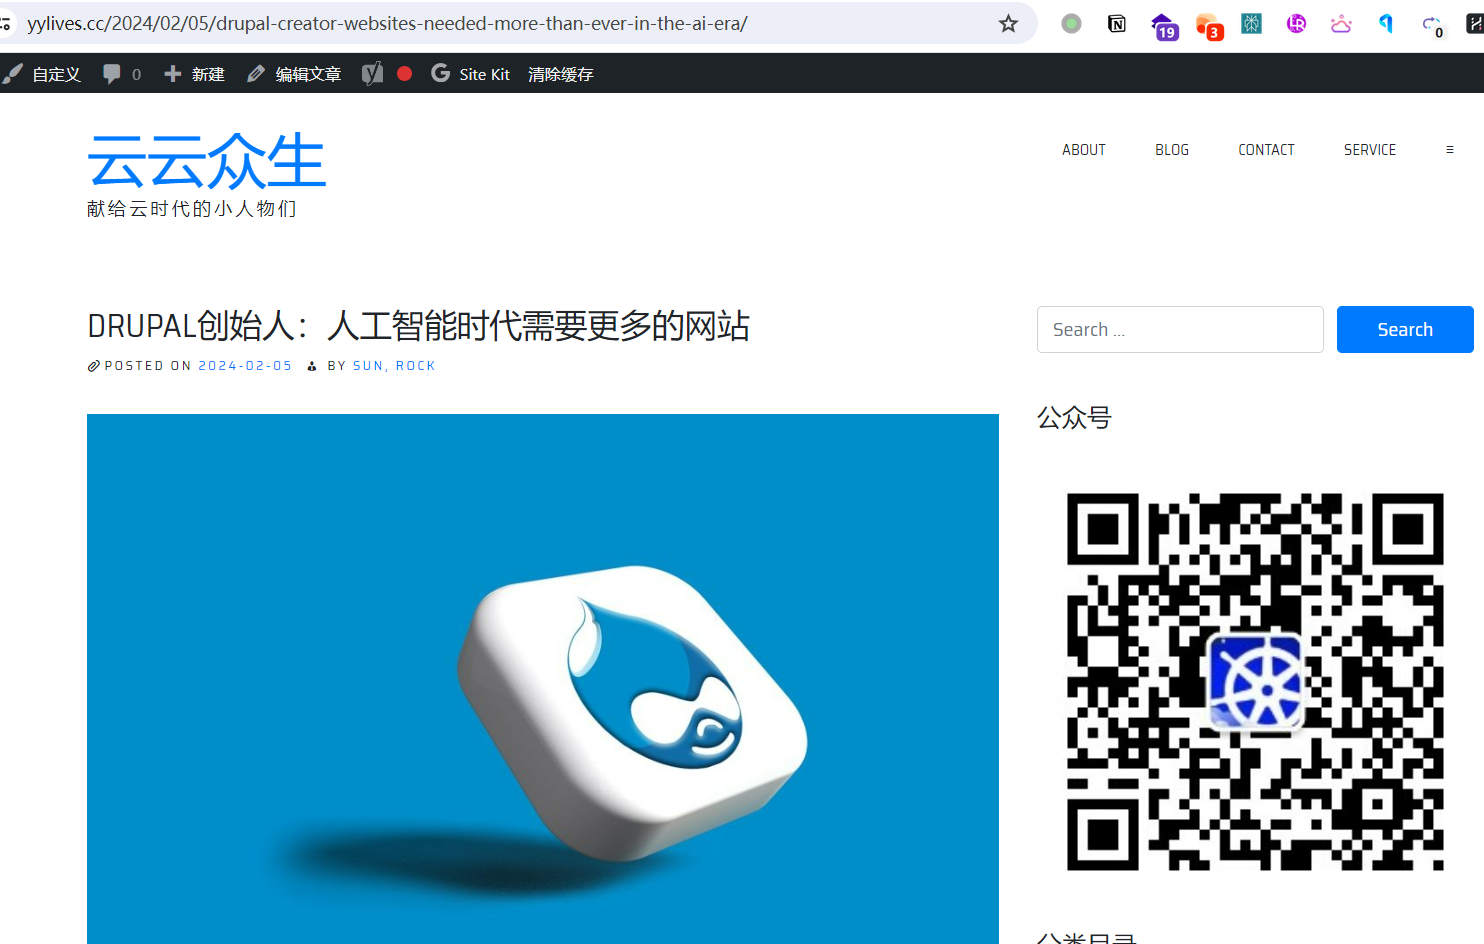 yylives.cc/2024/02/05/drupal-creator-websites-needed-more-than-ever-in-the-ai-era/
19
3
0
自定义 0 新建 编辑文章 Site Kit 清除缓存
云云众生
献给云时代的小人物们
ABOUT BLOG CONTACT SERVICE ≡
DRUPAL创始人：人工智能时代需要更多的网站
POSTED ON 2024-02-05 BY SUN, ROCK
Search ...
Search
公众号
分类目录